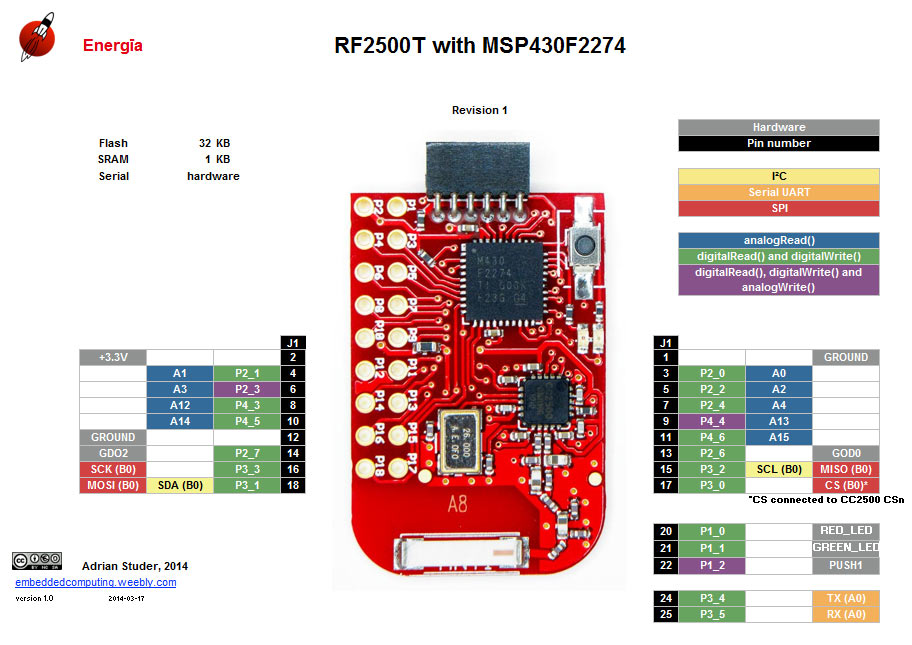 Energïa
RF2500T with MSP430F2274
Revision 1
Flash 32 KB
SRAM 1 KB
Serial hardware
Hardware
Pin number
I²C
Serial UART
SPI
analogRead()
digitalRead() and digitalWrite()
digitalRead(), digitalWrite() and
analogWrite()
P2 P1
P4 P3
P6 P5
P8 P7
P10 P9
P12 P11
P14 P13
P16 P15
P18 P17
M430
F2274
26.000
A8
J1
+3.3V 2
A1 P2_1 4
A3 P2_3 6
A12 P4_3 8
A14 P4_5 10
GROUND 12
GDO2 P2_7 14
SCK (B0) P3_3 16
MOSI (B0) SDA (B0) P3_1 18
J1
1 GROUND
3 P2_0 A0
5 P2_2 A2
7 P2_4 A4
9 P4_4 A13
11 P4_6 A15
13 P2_6 GOD0
15 P3_2 SCL (B0) MISO (B0)
17 P3_0 CS (B0)*
*CS connected to CC2500 CSn
20 P1_0 RED_LED
21 P1_1 GREEN_LED
22 P1_2 PUSH1
24 P3_4 TX (A0)
25 P3_5 RX (A0)
cc
BY NC SA
Adrian Studer, 2014
embeddedcomputing.weebly.com
version 1.0 2014-03-17